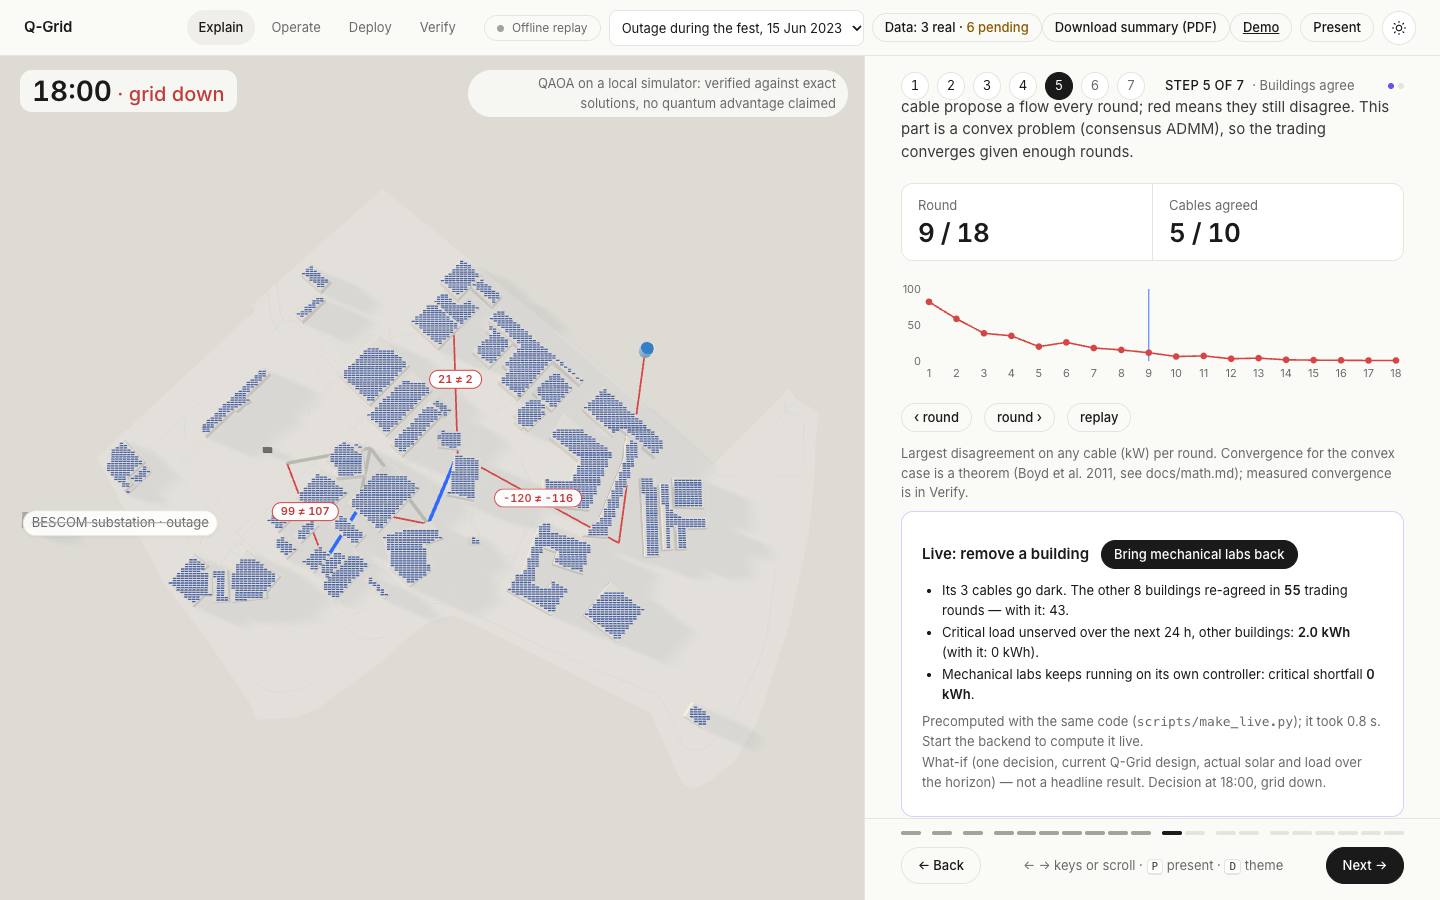 Q-Grid
Explain
Operate
Deploy
Verify
Offline replay
Outage during the fest, 15 Jun 2023
Data: 3 real · 6 pending
Download summary (PDF)
Demo
Present
18:00 · grid down
QAOA on a local simulator: verified against exact
solutions, no quantum advantage claimed
21 ≠ 2
-120 ≠ -116
99 ≠ 107
BESCOM substation · outage
1 2 3 4 5 6 7 STEP 5 OF 7 · Buildings agree
cable propose a flow every round; red means they still disagree. This
part is a convex problem (consensus ADMM), so the trading
converges given enough rounds.
Round
9 / 18
Cables agreed
5 / 10
100
50
0
1 2 3 4 5 6 7 8 9 10 11 12 13 14 15 16 17 18
‹ round
round ›
replay
Largest disagreement on any cable (kW) per round. Convergence for the convex
case is a theorem (Boyd et al. 2011, see docs/math.md); measured convergence
is in Verify.
Live: remove a building
Bring mechanical labs back
• Its 3 cables go dark. The other 8 buildings re-agreed in 55 trading
rounds — with it: 43.
• Critical load unserved over the next 24 h, other buildings: 2.0 kWh
(with it: 0 kWh).
• Mechanical labs keeps running on its own controller: critical shortfall 0
kWh.
Precomputed with the same code (scripts/make_live.py); it took 0.8 s.
Start the backend to compute it live.
What-if (one decision, current Q-Grid design, actual solar and load over
the horizon) — not a headline result. Decision at 18:00, grid down.
← Back
← → keys or scroll · P present · D theme
Next →